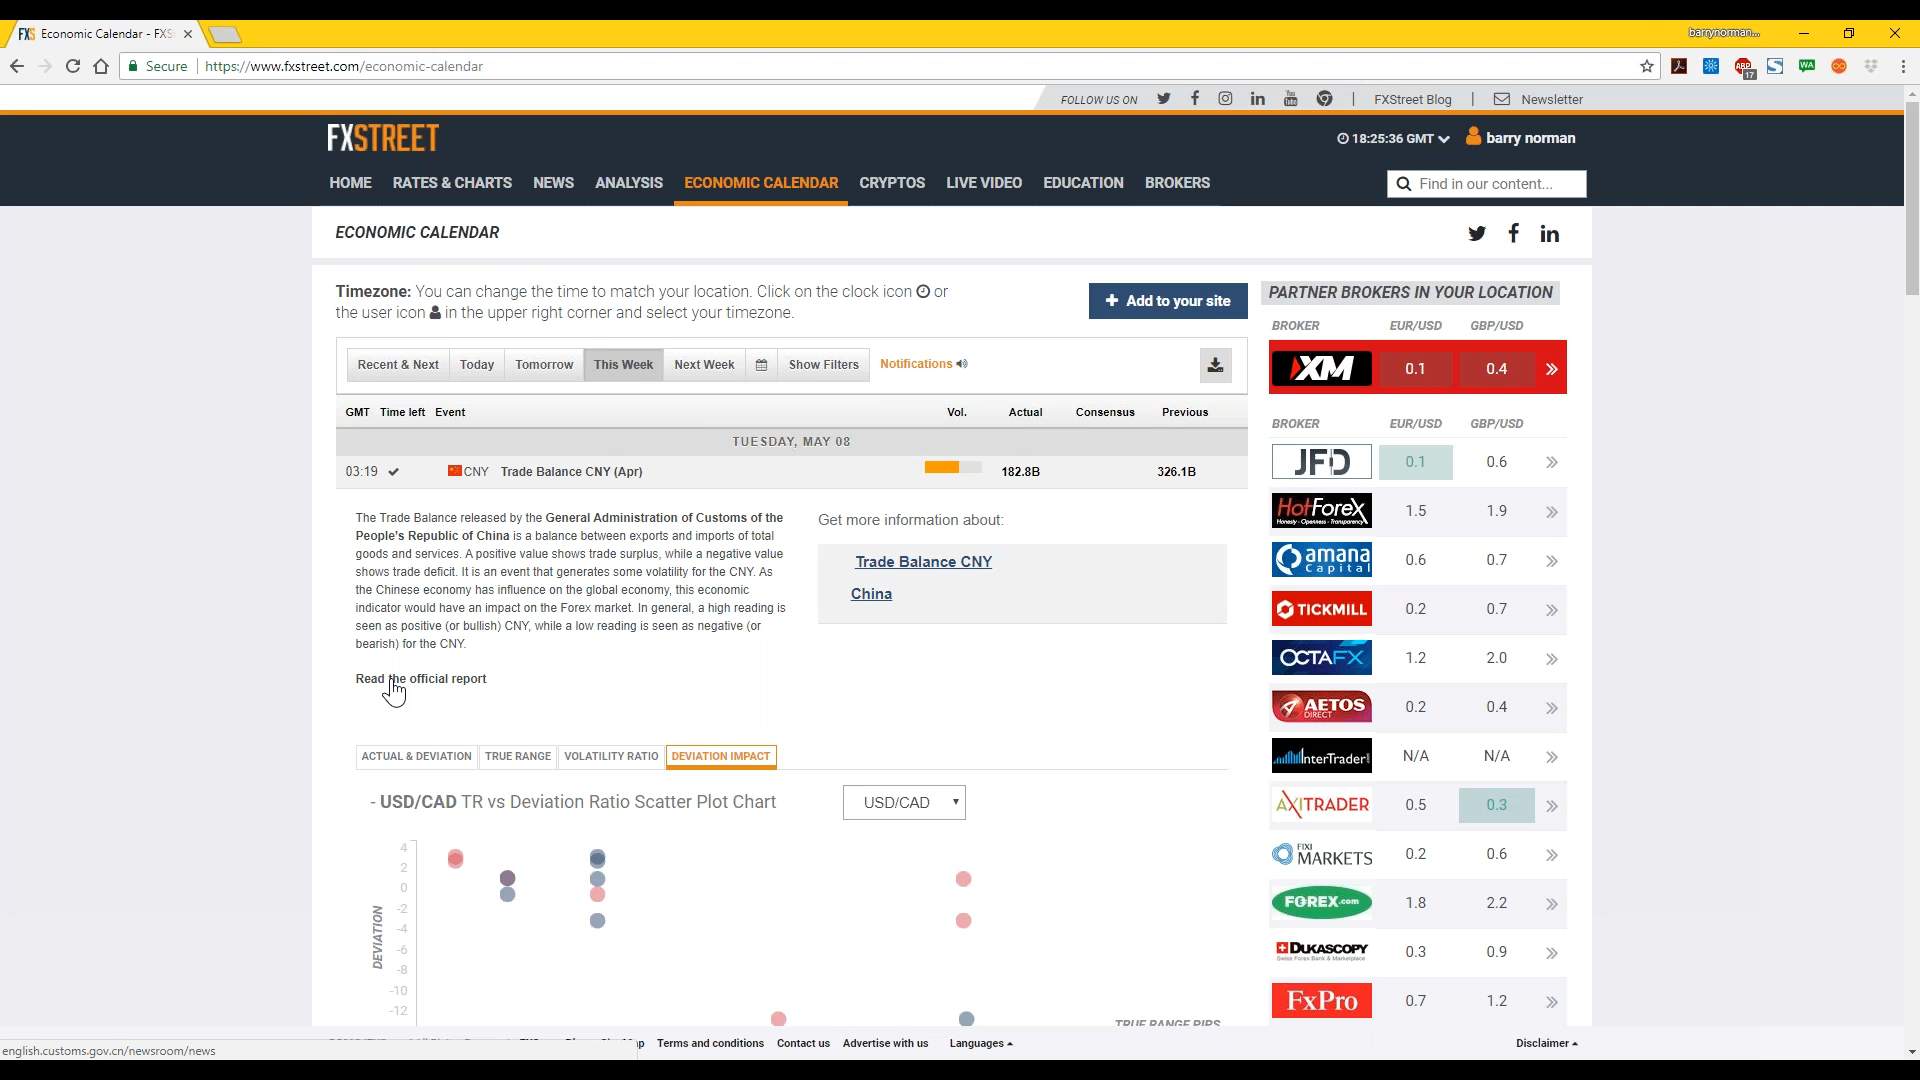 FXS Economic Calendar - FXS
barrynorman...
Secure https://www.fxstreet.com/economic-calendar
ABP 17 S WA
FOLLOW US ON You Tube | FXStreet Blog | Newsletter
FXSTREET
18:25:36 GMT barry norman
HOME RATES & CHARTS NEWS ANALYSIS ECONOMIC CALENDAR CRYPTOS LIVE VIDEO EDUCATION BROKERS
Find in our content...
ECONOMIC CALENDAR
Timezone: You can change the time to match your location. Click on the clock icon or
the user icon in the upper right corner and select your timezone.
+ Add to your site
Recent & Next Today Tomorrow This Week Next Week Show Filters Notifications
GMT Time left Event Vol. Actual Consensus Previous
TUESDAY, MAY 08
03:19 CNY Trade Balance CNY (Apr) 182.8B 326.1B
The Trade Balance released by the General Administration of Customs of the
People's Republic of China is a balance between exports and imports of total
goods and services. A positive value shows trade surplus, while a negative value
shows trade deficit. It is an event that generates some volatility for the CNY. As
the Chinese economy has influence on the global economy, this economic
indicator would have an impact on the Forex market. In general, a high reading is
seen as positive (or bullish) CNY, while a low reading is seen as negative (or
bearish) for the CNY.
Read the official report
Get more information about:
Trade Balance CNY
China
ACTUAL & DEVIATION TRUE RANGE VOLATILITY RATIO DEVIATION IMPACT
- USD/CAD TR vs Deviation Ratio Scatter Plot Chart
USD/CAD
DEVIATION
4
2
0
-2
-4
-6
-8
-10
-12
TRUE RANGE PIPS
PARTNER BROKERS IN YOUR LOCATION
BROKER EUR/USD GBP/USD
XM 0.1 0.4
BROKER EUR/USD GBP/USD
JFD 0.1 0.6
HotForex 1.5 1.9
Honesty - Openness - Transparency
amana 0.6 0.7
Capital
TICKMILL 0.2 0.7
OCTAFX 1.2 2.0
AETOS 0.2 0.4
DIRECT
InterTrader N/A N/A
AXITRADER 0.5 0.3
FIXI
MARKETS 0.2 0.6
FOREX.com 1.8 2.2
DUKASCOPY 0.3 0.9
Swiss Forex Bank & Marketplace
FxPro 0.7 1.2
Terms and conditions Contact us Advertise with us Languages Disclaimer
english.customs.gov.cn/newsroom/news